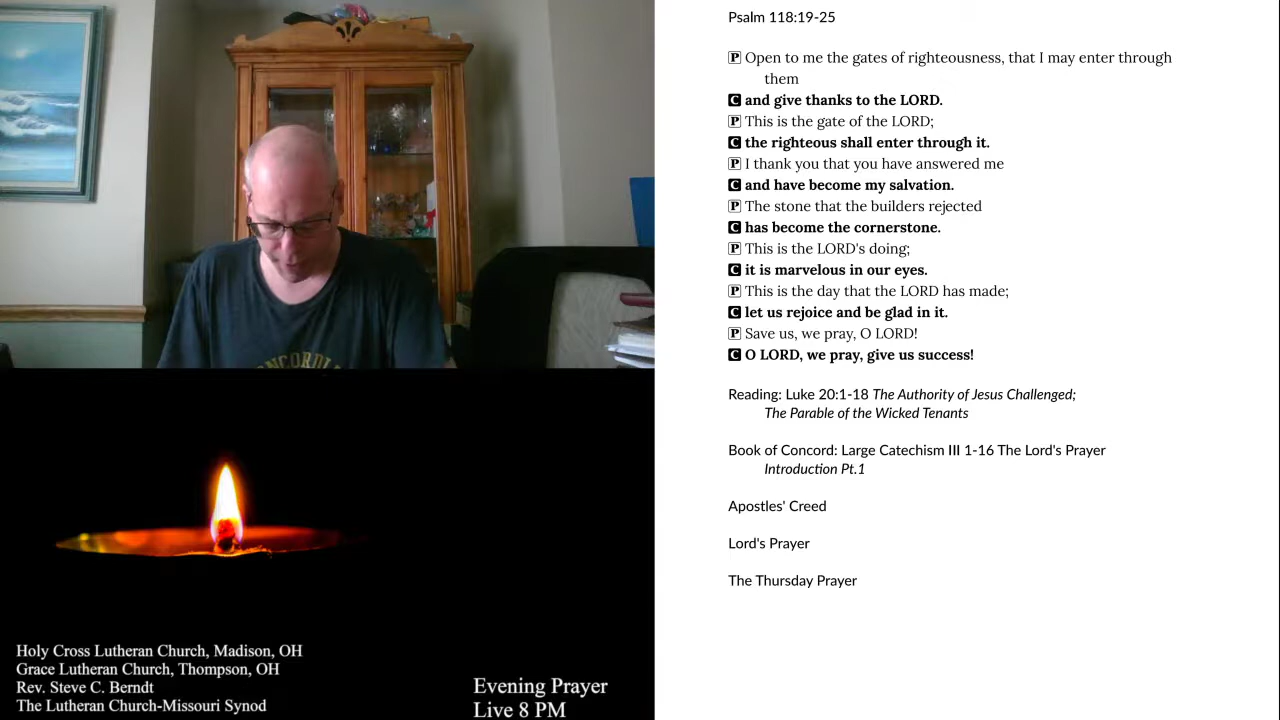 Psalm 118:19-25
P Open to me the gates of righteousness, that I may enter through
them
C and give thanks to the LORD.
P This is the gate of the LORD;
C the righteous shall enter through it.
P I thank you that you have answered me
C and have become my salvation.
P The stone that the builders rejected
C has become the cornerstone.
P This is the LORD's doing;
C it is marvelous in our eyes.
P This is the day that the LORD has made;
C let us rejoice and be glad in it.
P Save us, we pray, O LORD!
C O LORD, we pray, give us success!
Reading: Luke 20:1-18 The Authority of Jesus Challenged;
The Parable of the Wicked Tenants
Book of Concord: Large Catechism III 1-16 The Lord's Prayer
Introduction Pt.1
Apostles' Creed
Lord's Prayer
The Thursday Prayer
Holy Cross Lutheran Church, Madison, OH
Grace Lutheran Church, Thompson, OH
Rev. Steve C. Berndt
The Lutheran Church-Missouri Synod
Evening Prayer
Live 8 PM